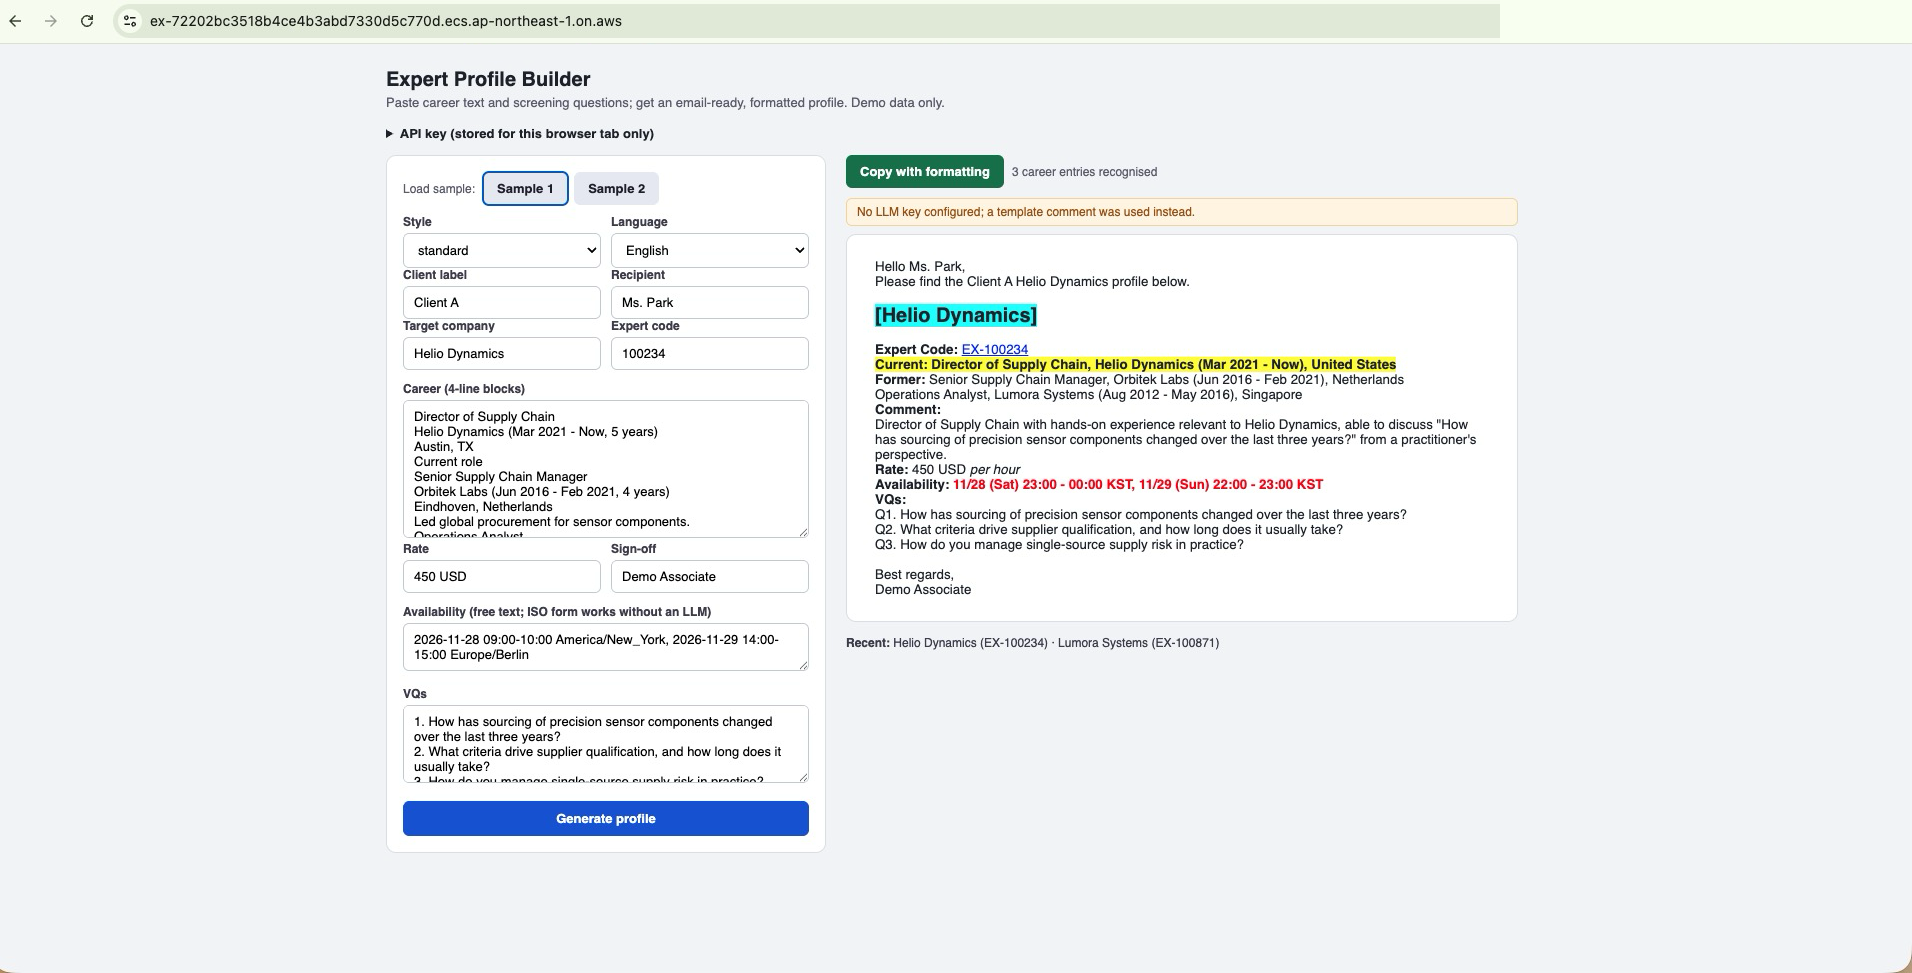 ex-72202bc3518b4ce4b3abd7330d5c770d.ecs.ap-northeast-1.on.aws
Expert Profile Builder
Paste career text and screening questions; get an email-ready, formatted profile. Demo data only.
▶ API key (stored for this browser tab only)
Load sample: Sample 1 Sample 2
Style Language
standard English
Client label Recipient
Client A Ms. Park
Target company Expert code
Helio Dynamics 100234
Career (4-line blocks)
Director of Supply Chain
Helio Dynamics (Mar 2021 - Now, 5 years)
Austin, TX
Current role
Senior Supply Chain Manager
Orbitek Labs (Jun 2016 - Feb 2021, 4 years)
Eindhoven, Netherlands
Led global procurement for sensor components.
Operations Analyst
Rate Sign-off
450 USD Demo Associate
Availability (free text; ISO form works without an LLM)
2026-11-28 09:00-10:00 America/New_York, 2026-11-29 14:00-
15:00 Europe/Berlin
VQs
1. How has sourcing of precision sensor components changed
over the last three years?
2. What criteria drive supplier qualification, and how long does it
usually take?
3. How do you manage single-source supply risk in practice?
Generate profile
Copy with formatting 3 career entries recognised
No LLM key configured; a template comment was used instead.
Hello Ms. Park,
Please find the Client A Helio Dynamics profile below.
[Helio Dynamics]
Expert Code: EX-100234
Current: Director of Supply Chain, Helio Dynamics (Mar 2021 - Now), United States
Former: Senior Supply Chain Manager, Orbitek Labs (Jun 2016 - Feb 2021), Netherlands
Operations Analyst, Lumora Systems (Aug 2012 - May 2016), Singapore
Comment:
Director of Supply Chain with hands-on experience relevant to Helio Dynamics, able to discuss "How
has sourcing of precision sensor components changed over the last three years?" from a practitioner's
perspective.
Rate: 450 USD per hour
Availability: 11/28 (Sat) 23:00 - 00:00 KST, 11/29 (Sun) 22:00 - 23:00 KST
VQs:
Q1. How has sourcing of precision sensor components changed over the last three years?
Q2. What criteria drive supplier qualification, and how long does it usually take?
Q3. How do you manage single-source supply risk in practice?
Best regards,
Demo Associate
Recent: Helio Dynamics (EX-100234) · Lumora Systems (EX-100871)